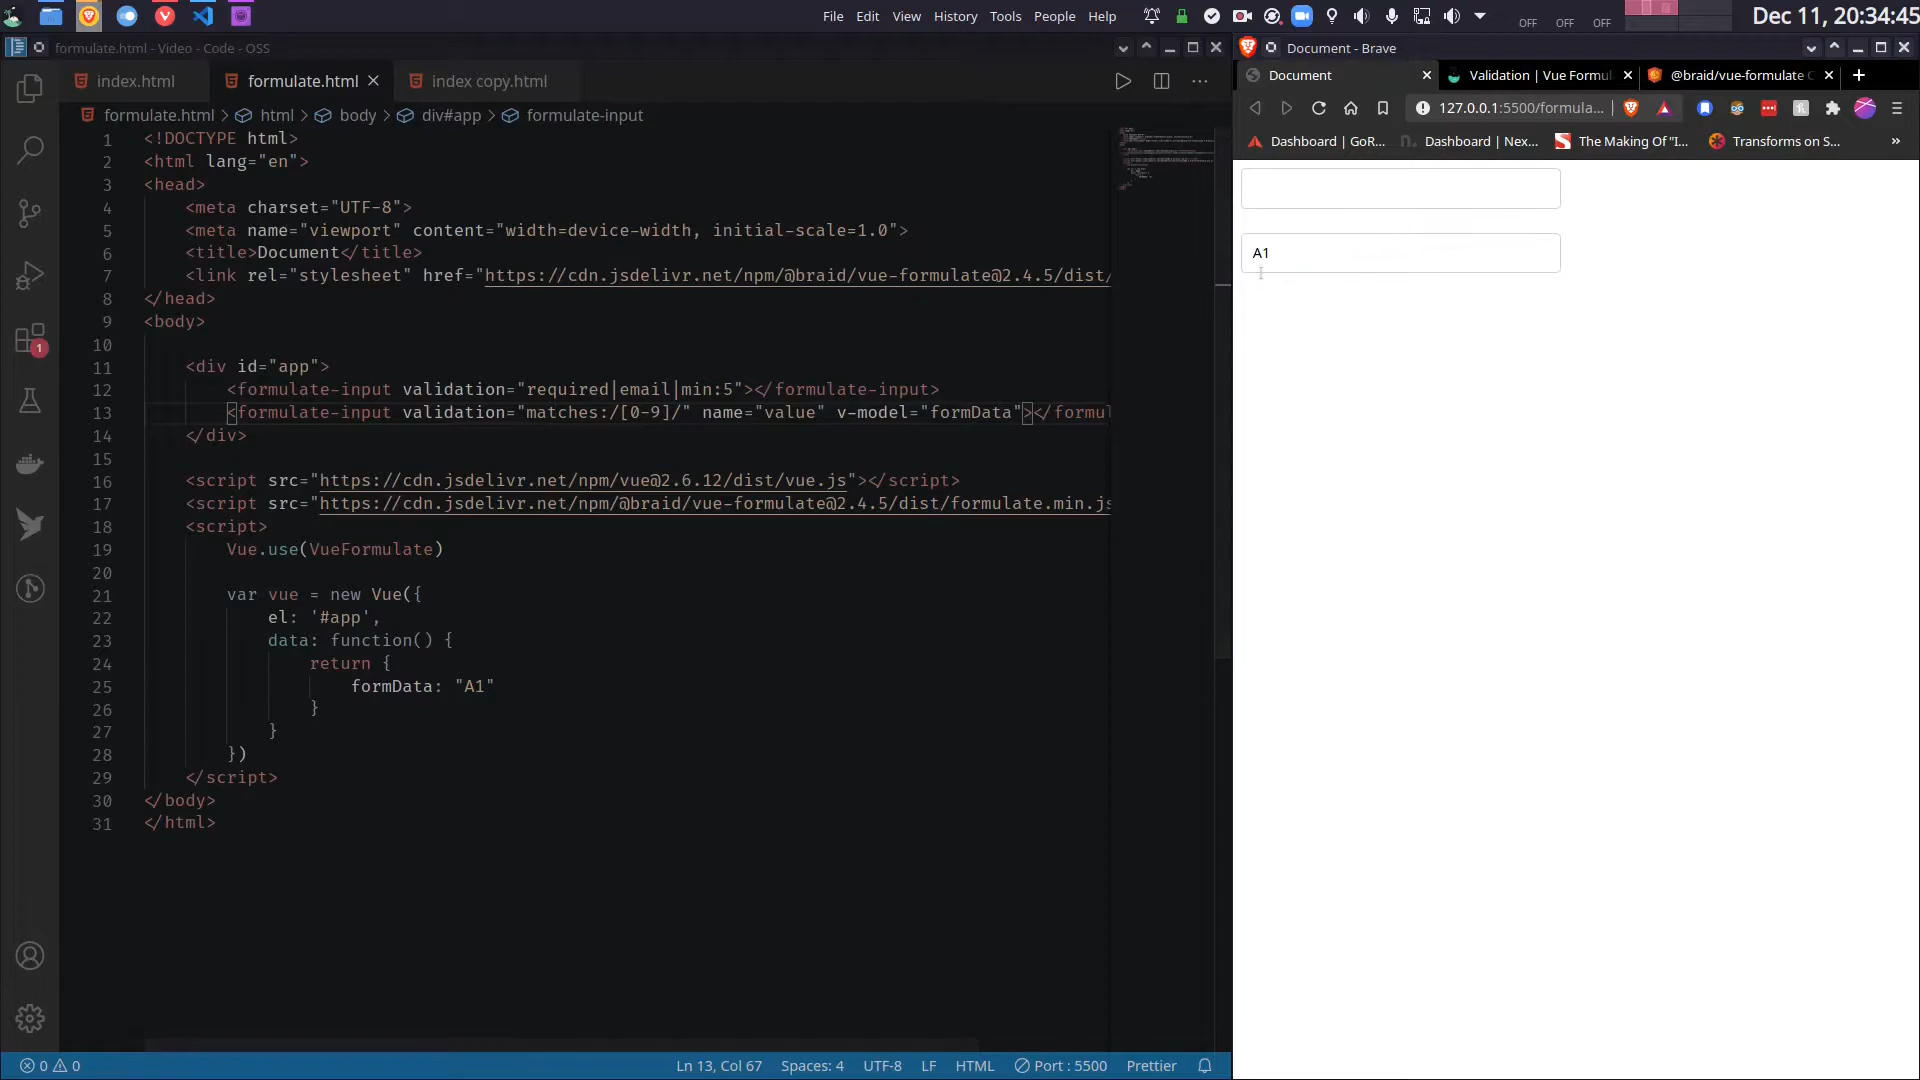 File Edit View History Tools People Help
OFF OFF OFF
Dec 11, 20:34:45
formulate.html - Video - Code - OSS
index.html
formulate.html
index copy.html
formulate.html > html > body > div#app > formulate-input
1 <!DOCTYPE html>
2 <html lang="en">
3 <head>
4 <meta charset="UTF-8">
5 <meta name="viewport" content="width=device-width, initial-scale=1.0">
6 <title>Document</title>
7 <link rel="stylesheet" href="https://cdn.jsdelivr.net/npm/@braid/vue-formulate@2.4.5/dist/
8 </head>
9 <body>
10
11 <div id="app">
12 <formulate-input validation="required|email|min:5"></formulate-input>
13 <formulate-input validation="matches:/[0-9]/" name="value" v-model="formData"></formul
14 </div>
15
16 <script src="https://cdn.jsdelivr.net/npm/vue@2.6.12/dist/vue.js"></script>
17 <script src="https://cdn.jsdelivr.net/npm/@braid/vue-formulate@2.4.5/dist/formulate.min.js
18 <script>
19 Vue.use(VueFormulate)
20
21 var vue = new Vue({
22 el: '#app',
23 data: function() {
24 return {
25 formData: "A1"
26 }
27 }
28 })
29 </script>
30 </body>
31 </html>
1
0 0
Ln 13, Col 67
Spaces: 4
UTF-8
LF
HTML
Port : 5500
Prettier
Document - Brave
Document
Validation | Vue Formul
@braid/vue-formulate C
127.0.0.1:5500/formula...
Dashboard | GoR...
Dashboard | Nex...
The Making Of "I...
Transforms on S...
»
A1